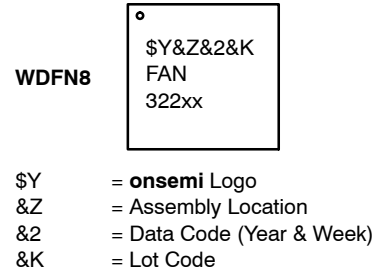 WDFN8
$Y&Z&2&K
FAN
322xx
$Y = onsemi Logo
&Z = Assembly Location
&2 = Data Code (Year & Week)
&K = Lot Code